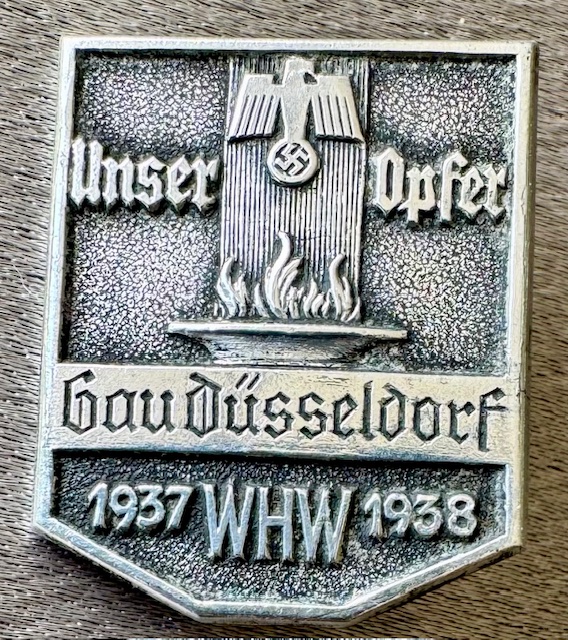 Unser Opfer
Gau Düsseldorf
1937 WHW 1938